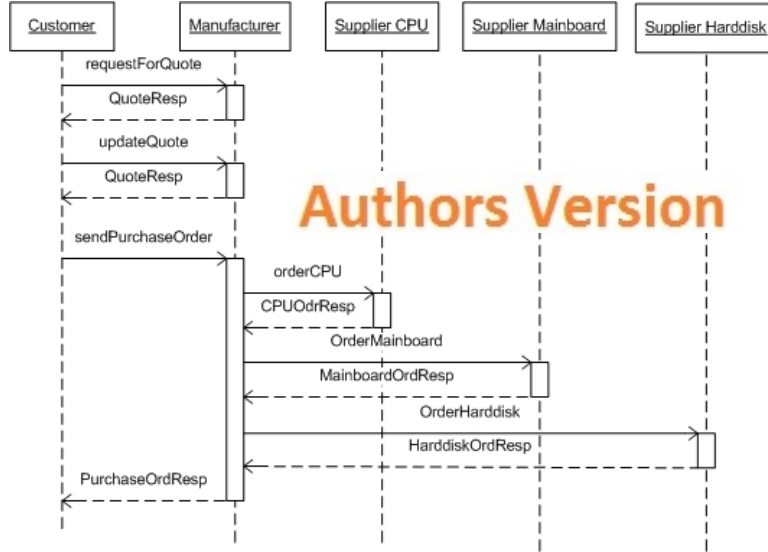 Customer Manufacturer Supplier CPU Supplier Mainboard Supplier Harddisk
requestForQuote
QuoteResp
updateQuote
QuoteResp
Authors Version
sendPurchaseOrder
orderCPU
CPUOdrResp
OrderMainboard
MainboardOrdResp
OrderHarddisk
HarddiskOrdResp
PurchaseOrdResp